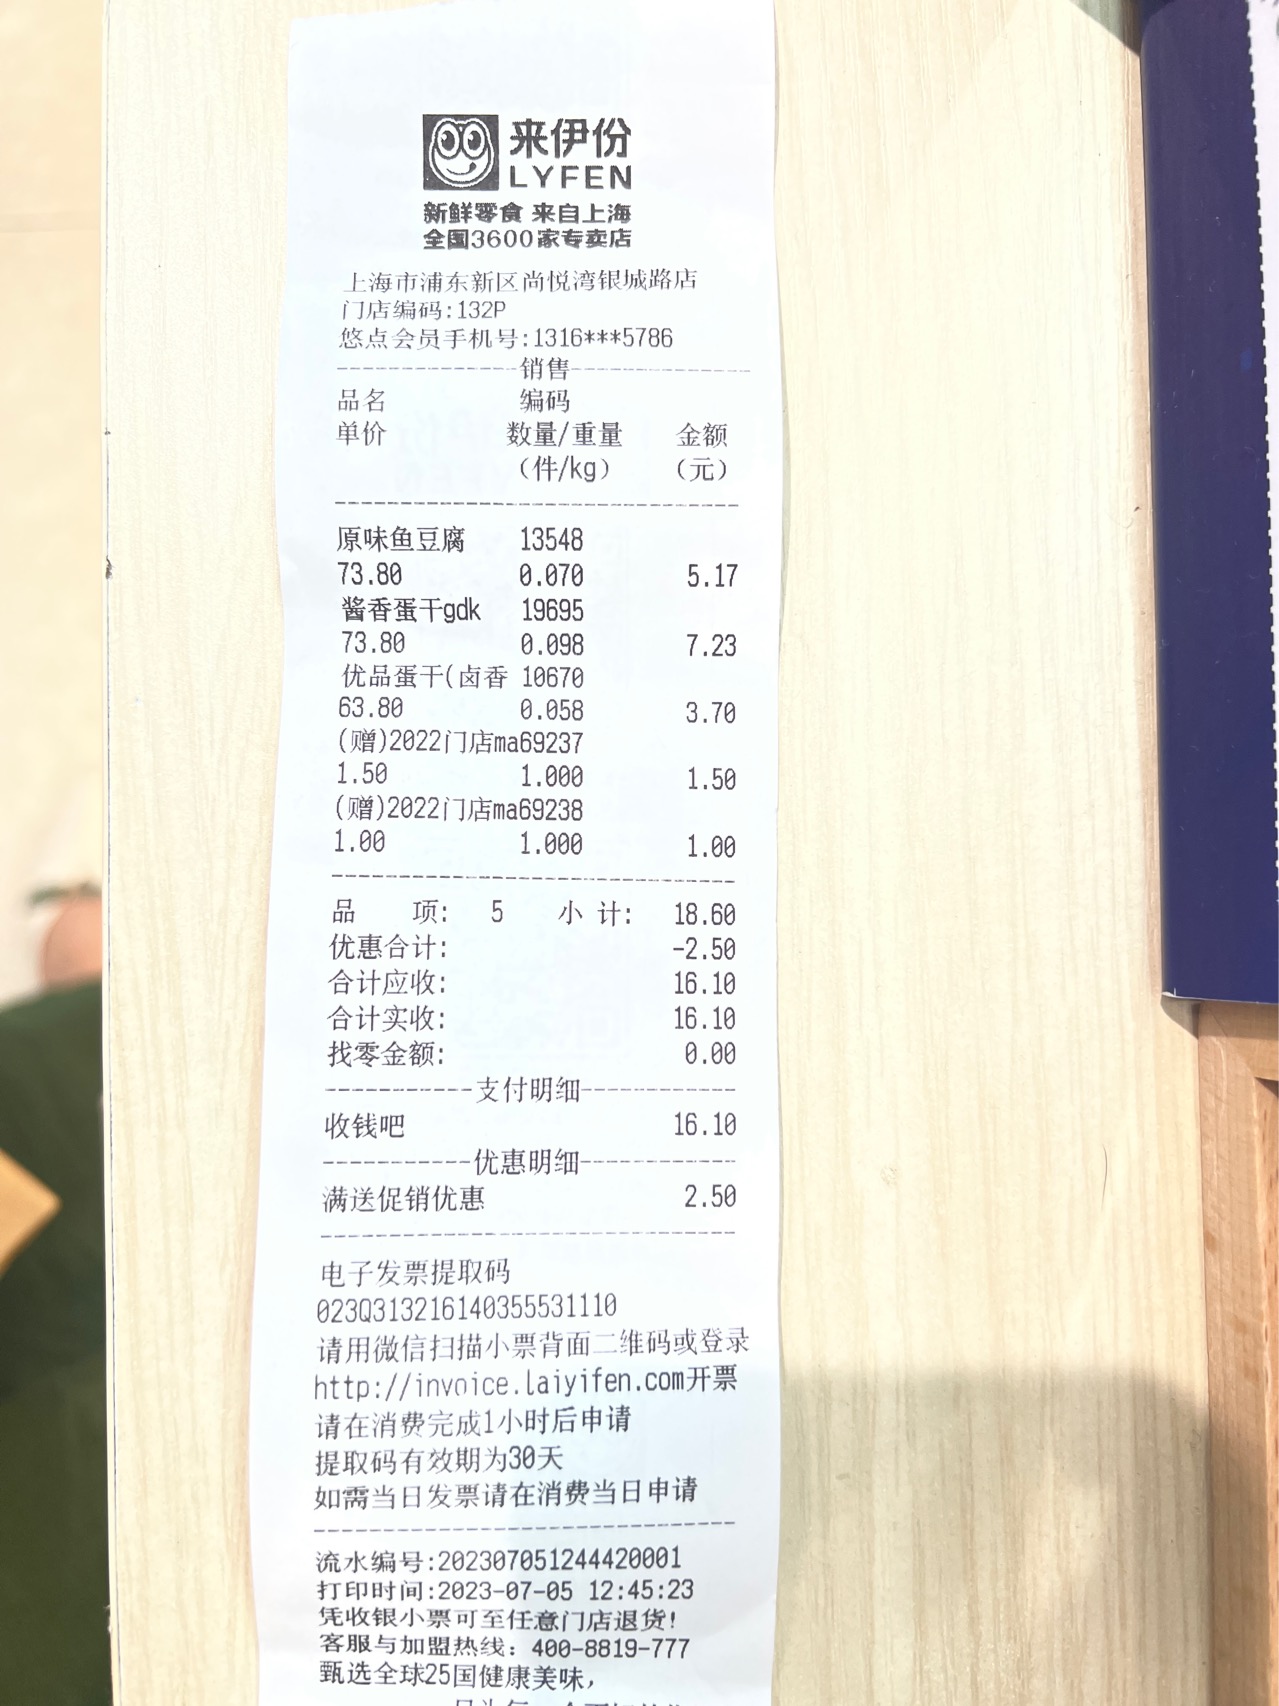 来伊份
LYFEN
新鲜零食 来自上海
全国3600家专卖店
上海市浦东新区尚悦湾银城路店
门店编码:132P
悠点会员手机号:1316***5786
------------销售------------
品名 编码
单价 数量/重量 金额
(件/kg) (元)
原味鱼豆腐 13548
73.80 0.070 5.17
酱香蛋干gdk 19695
73.80 0.098 7.23
优品蛋干(卤香 10670
63.80 0.058 3.70
(赠)2022门店ma69237
1.50 1.000 1.50
(赠)2022门店ma69238
1.00 1.000 1.00
品 项: 5 小 计: 18.60
优惠合计: -2.50
合计应收: 16.10
合计实收: 16.10
找零金额: 0.00
-----------支付明细-----------
收钱吧 16.10
-----------优惠明细-----------
满送促销优惠 2.50
电子发票提取码
023Q313216140355531110
请用微信扫描小票背面二维码或登录
http://invoice.laiyifen.com开票
请在消费完成1小时后申请
提取码有效期为30天
如需当日发票请在消费当日申请
流水编号:202307051244420001
打印时间:2023-07-05 12:45:23
凭收银小票可至任意门店退货!
客服与加盟热线: 400-8819-777
甄选全球25国健康美味,